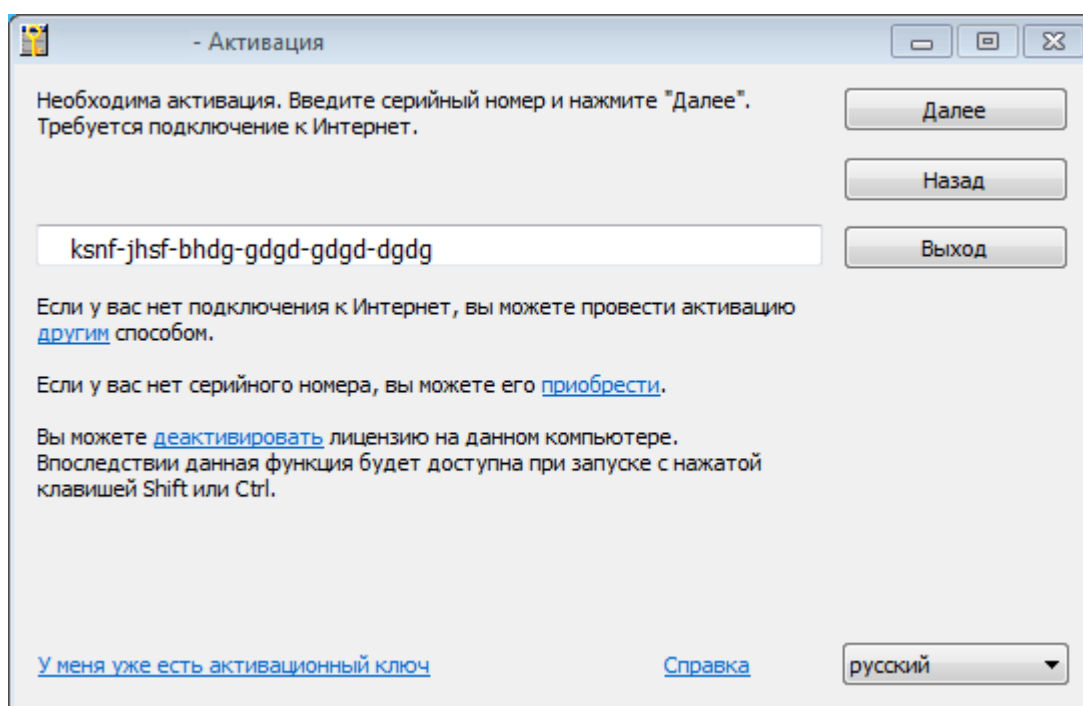 - Активация
Необходима активация. Введите серийный номер и нажмите "Далее".
Требуется подключение к Интернет.
Далее
Назад
ksnf-jhsf-bhdg-gdgd-gdgd-dgdg
Выход
Если у вас нет подключения к Интернет, вы можете провести активацию
другим способом.
Если у вас нет серийного номера, вы можете его приобрести.
Вы можете деактивировать лицензию на данном компьютере.
Впоследствии данная функция будет доступна при запуске с нажатой
клавишей Shift или Ctrl.
У меня уже есть активационный ключ
Справка
русский